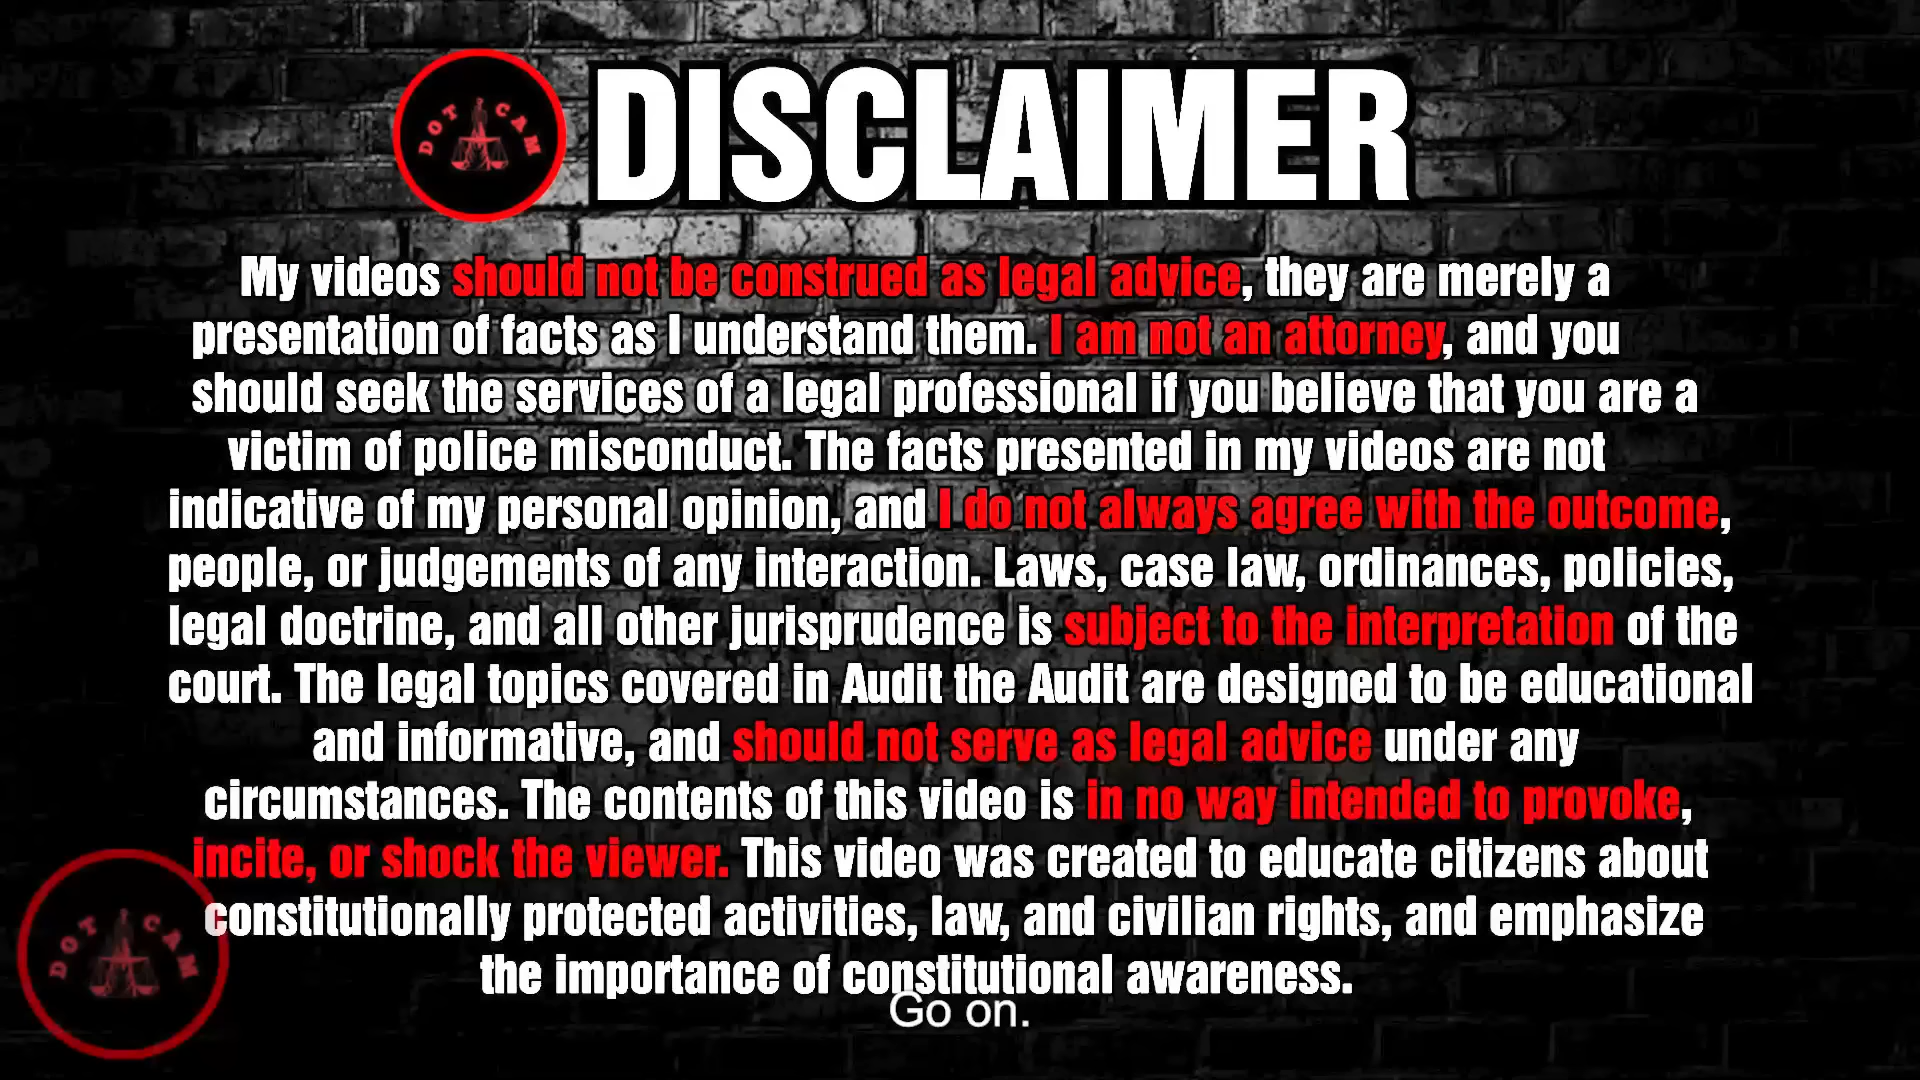 DOT CAM
DISCLAIMER
My videos should not be construed as legal advice, they are merely a
presentation of facts as I understand them. I am not an attorney, and you
should seek the services of a legal professional if you believe that you are a
victim of police misconduct. The facts presented in my videos are not
indicative of my personal opinion, and I do not always agree with the outcome,
people, or judgements of any interaction. Laws, case law, ordinances, policies,
legal doctrine, and all other jurisprudence is subject to the interpretation of the
court. The legal topics covered in Audit the Audit are designed to be educational
and informative, and should not serve as legal advice under any
circumstances. The contents of this video is in no way intended to provoke,
incite, or shock the viewer. This video was created to educate citizens about
constitutionally protected activities, law, and civilian rights, and emphasize
the importance of constitutional awareness.
Go on.
DOT CAM